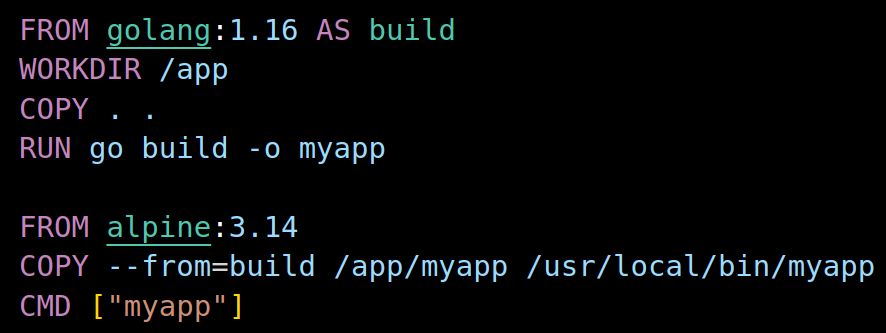 FROM golang:1.16 AS build
WORKDIR /app
COPY . .
RUN go build -o myapp

FROM alpine:3.14
COPY --from=build /app/myapp /usr/local/bin/myapp
CMD ["myapp"]